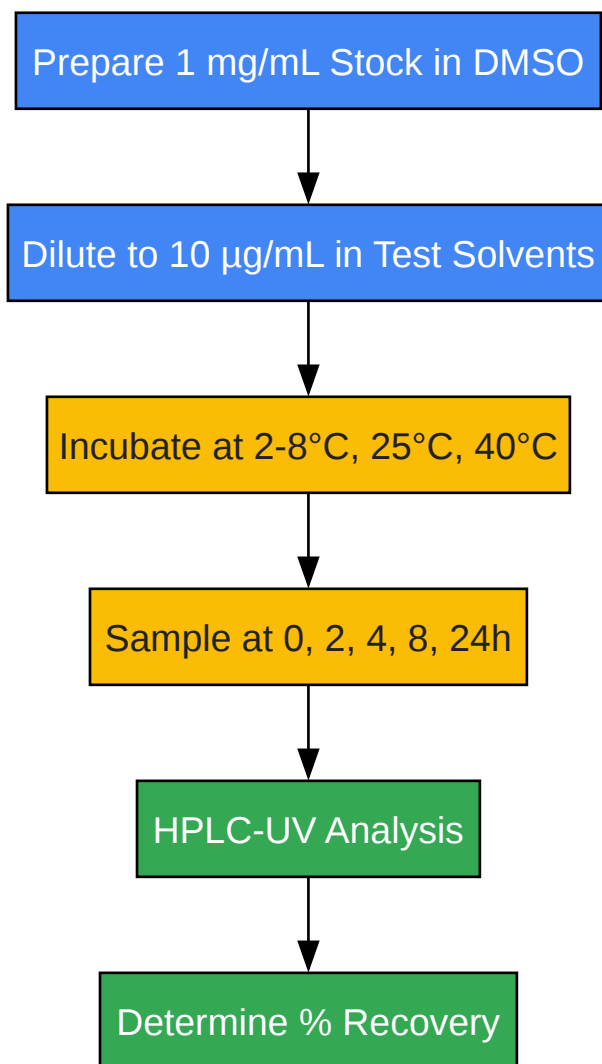 Prepare 1 mg/mL Stock in DMSO
Dilute to 10 µg/mL in Test Solvents
Incubate at 2-8°C, 25°C, 40°C
Sample at 0, 2, 4, 8, 24h
HPLC-UV Analysis
Determine % Recovery